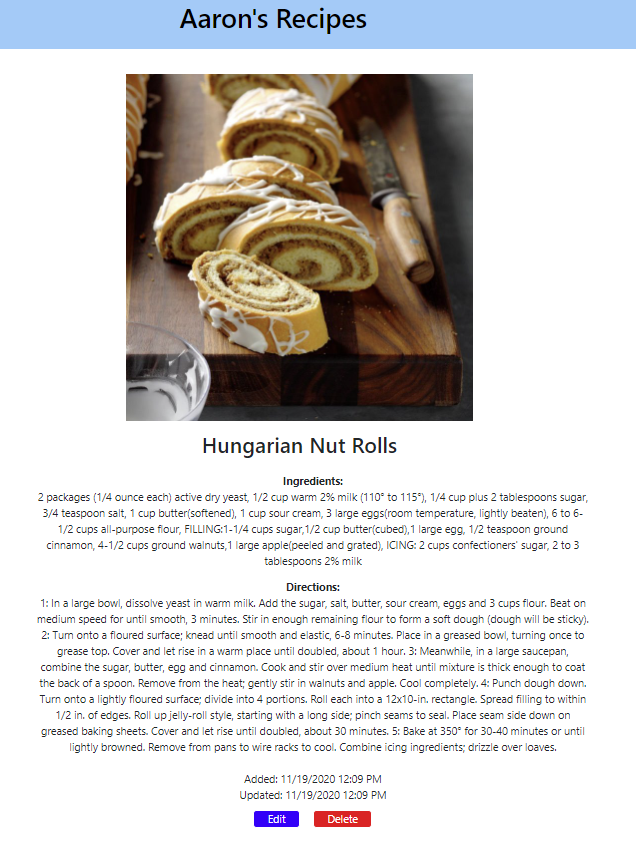 Aaron's Recipes
Hungarian Nut Rolls
Ingredients:
2 packages (1/4 ounce each) active dry yeast, 1/2 cup warm 2% milk (110° to 115°), 1/4 cup plus 2 tablespoons sugar,
3/4 teaspoon salt, 1 cup butter(softened), 1 cup sour cream, 3 large eggs(room temperature, lightly beaten), 6 to 6-
1/2 cups all-purpose flour, FILLING:1-1/4 cups sugar,1/2 cup butter(cubed),1 large egg, 1/2 teaspoon ground
cinnamon, 4-1/2 cups ground walnuts,1 large apple(peeled and grated), ICING: 2 cups confectioners' sugar, 2 to 3
tablespoons 2% milk
Directions:
1: In a large bowl, dissolve yeast in warm milk. Add the sugar, salt, butter, sour cream, eggs and 3 cups flour. Beat on
medium speed for until smooth, 3 minutes. Stir in enough remaining flour to form a soft dough (dough will be sticky).
2: Turn onto a floured surface; knead until smooth and elastic, 6-8 minutes. Place in a greased bowl, turning once to
grease top. Cover and let rise in a warm place until doubled, about 1 hour. 3: Meanwhile, in a large saucepan,
combine the sugar, butter, egg and cinnamon. Cook and stir over medium heat until mixture is thick enough to coat
the back of a spoon. Remove from the heat; gently stir in walnuts and apple. Cool completely. 4: Punch dough down.
Turn onto a lightly floured surface; divide into 4 portions. Roll each into a 12x10-in. rectangle. Spread filling to within
1/2 in. of edges. Roll up jelly-roll style, starting with a long side; pinch seams to seal. Place seam side down on
greased baking sheets. Cover and let rise until doubled, about 30 minutes. 5: Bake at 350° for 30-40 minutes or until
lightly browned. Remove from pans to wire racks to cool. Combine icing ingredients; drizzle over loaves.
Added: 11/19/2020 12:09 PM
Updated: 11/19/2020 12:09 PM
Edit Delete